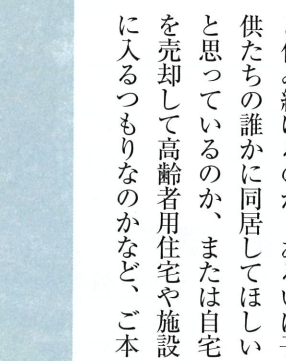 供たちの誰かに同居してほしい
と思っているのか、または自宅
を売却して高齢者用住宅や施設
に入るつもりなのかなど、ご本